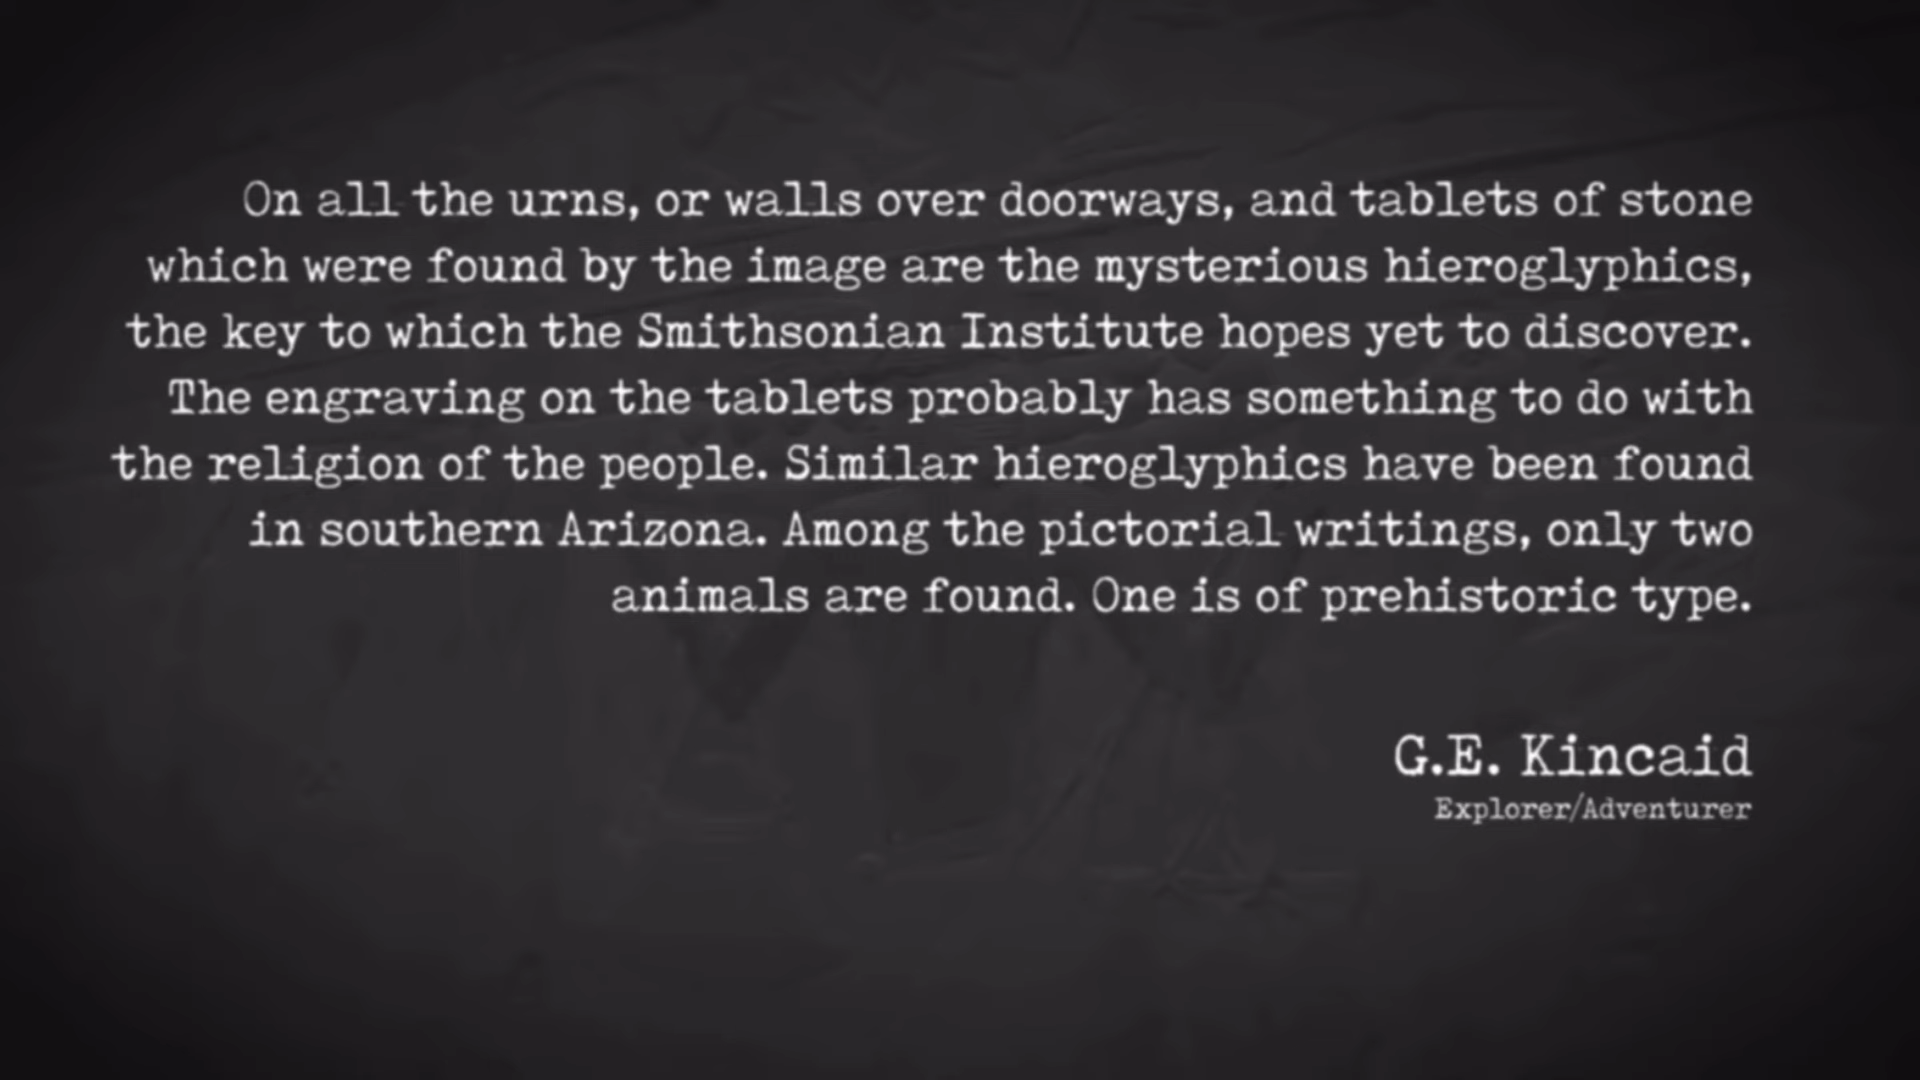 On all the urns, or walls over doorways, and tablets of stone
which were found by the image are the mysterious hieroglyphics,
the key to which the Smithsonian Institute hopes yet to discover.
The engraving on the tablets probably has something to do with
the religion of the people. Similar hieroglyphics have been found
in southern Arizona. Among the pictorial writings, only two
animals are found. One is of prehistoric type.
G.E. Kincaid
Explorer/Adventurer